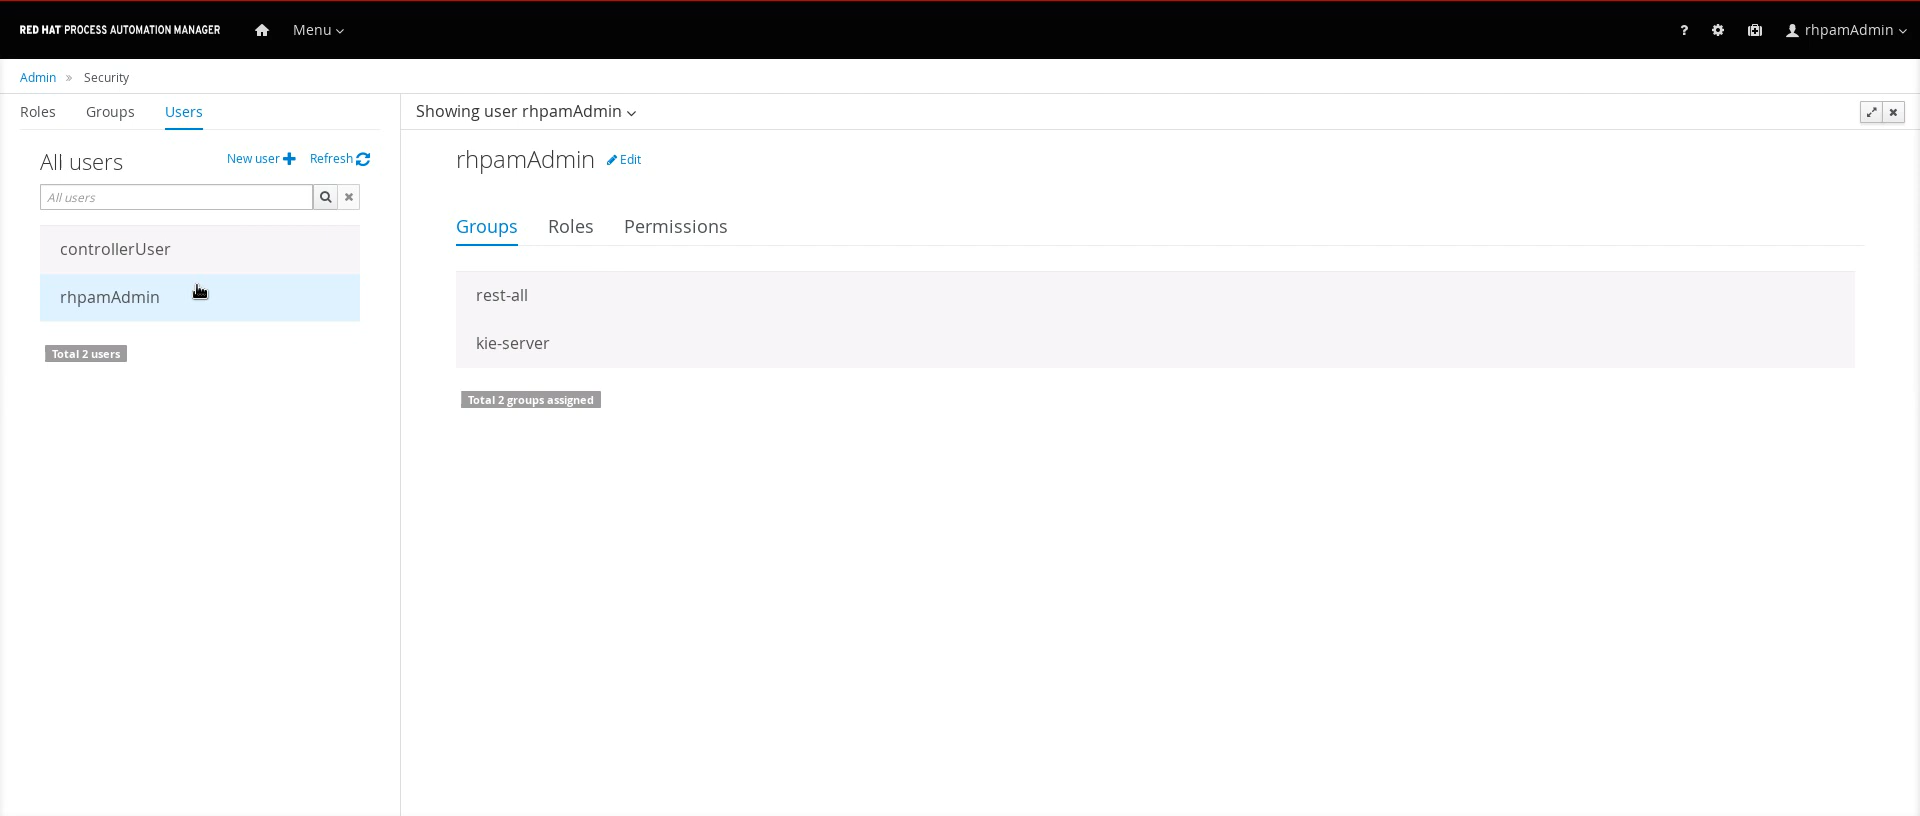 RED HAT PROCESS AUTOMATION MANAGER Menu ? rhpamAdmin
Admin » Security
Roles Groups Users
All users New user Refresh
All users
controllerUser
rhpamAdmin
Total 2 users
Showing user rhpamAdmin
rhpamAdmin Edit
Groups Roles Permissions
rest-all
kie-server
Total 2 groups assigned